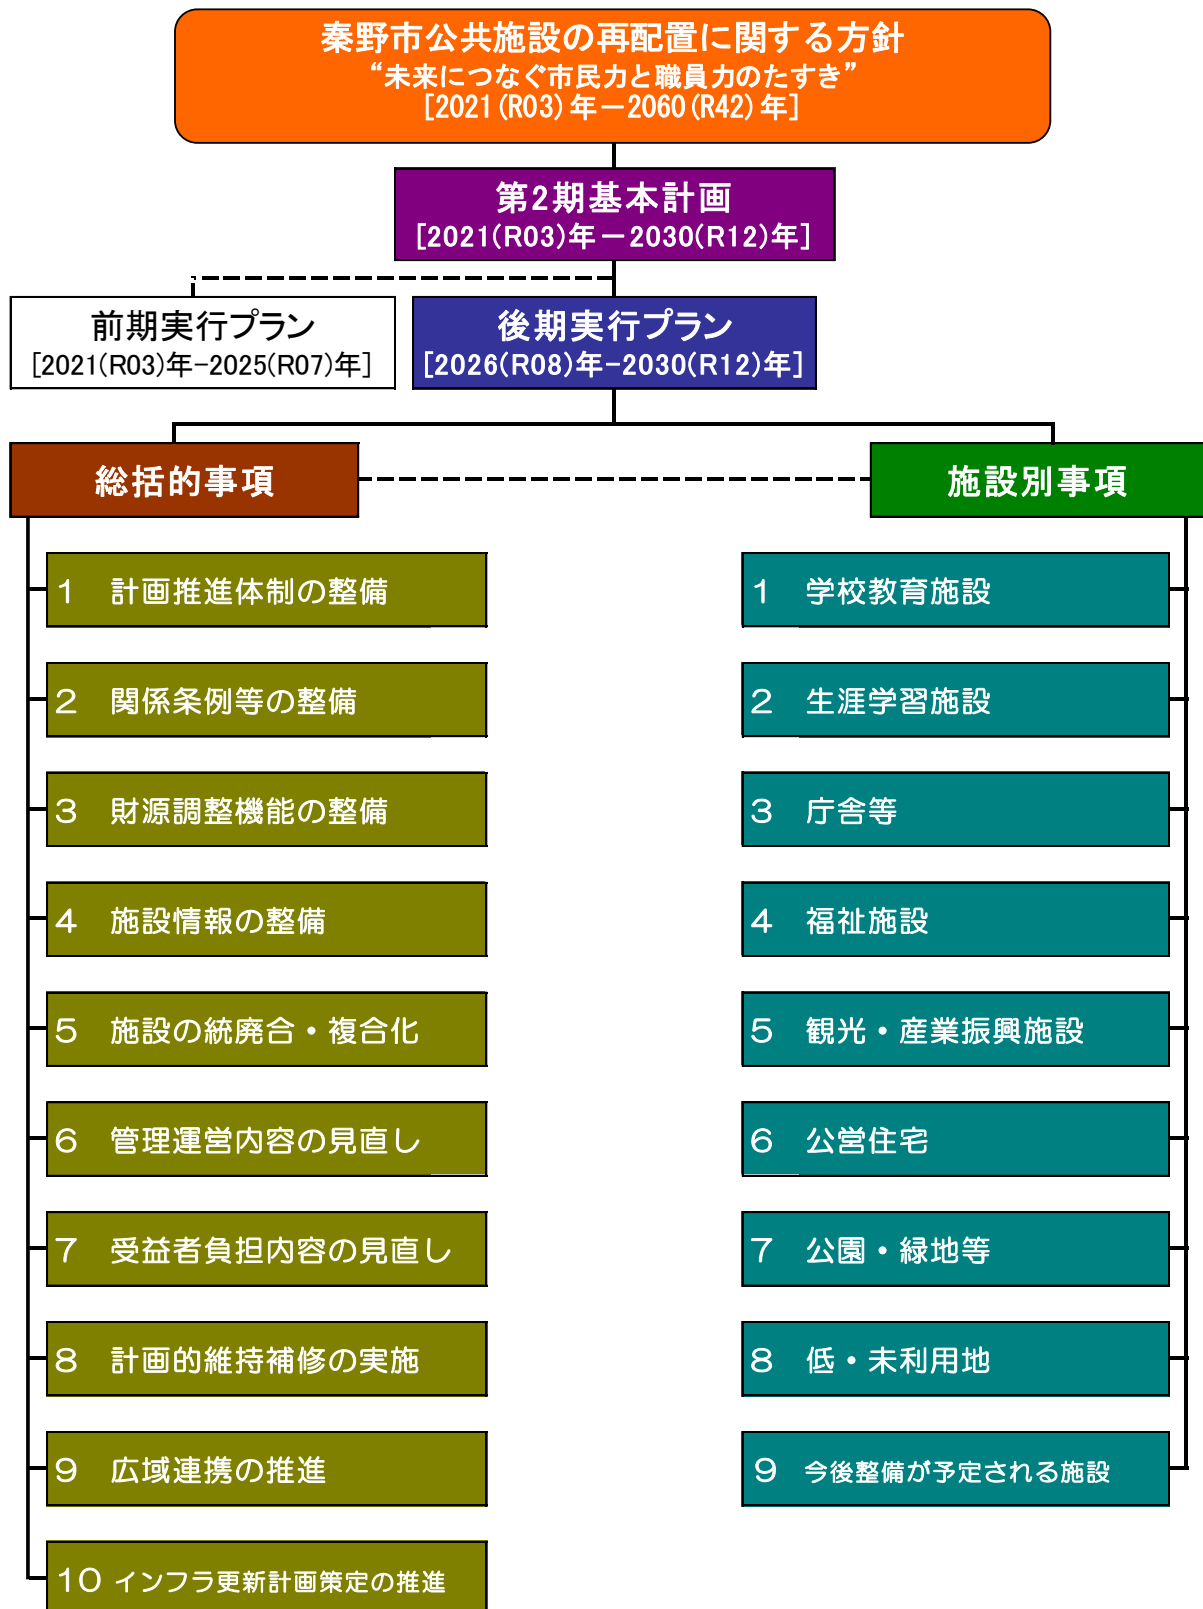 秦野市公共施設の再配置に関する方針
“未来につなぐ市民力と職員力のたすき”
[2021(R03)年－2060(R42)年]
第2期基本計画
[2021(R03)年－2030(R12)年]
前期実行プラン
[2021(R03)年-2025(R07)年]
後期実行プラン
[2026(R08)年-2030(R12)年]
総括的事項
1　計画推進体制の整備
2　関係条例等の整備
3　財源調整機能の整備
4　施設情報の整備
5　施設の統廃合・複合化
6　管理運営内容の見直し
7　受益者負担内容の見直し
8　計画的維持補修の実施
9　広域連携の推進
10 インフラ更新計画策定の推進
施設別事項
1　学校教育施設
2　生涯学習施設
3　庁舎等
4　福祉施設
5　観光・産業振興施設
6　公営住宅
7　公園・緑地等
8　低・未利用地
9　今後整備が予定される施設